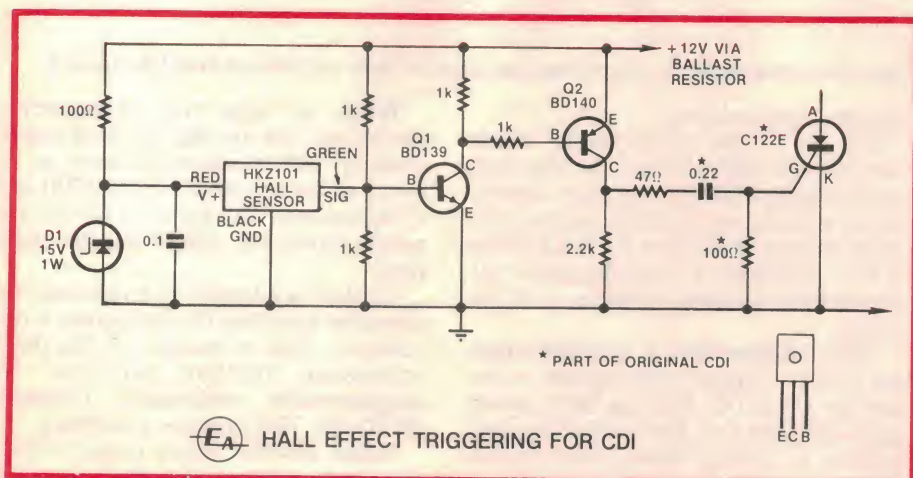 +12V VIA
BALLAST
RESISTOR
100Ω
1k
1k
1k
Q1
BD139
Q2
BD140
B
C
E
B
E
C
★
C122E
A
G
K
GREEN
RED
V+
HKZ101
HALL
SENSOR
SIG
BLACK
GND
D1
15V
1W
0.1
1k
47Ω
★
0.22
2.2k
★
100Ω
★ PART OF ORIGINAL CDI
ECB
EA HALL EFFECT TRIGGERING FOR CDI